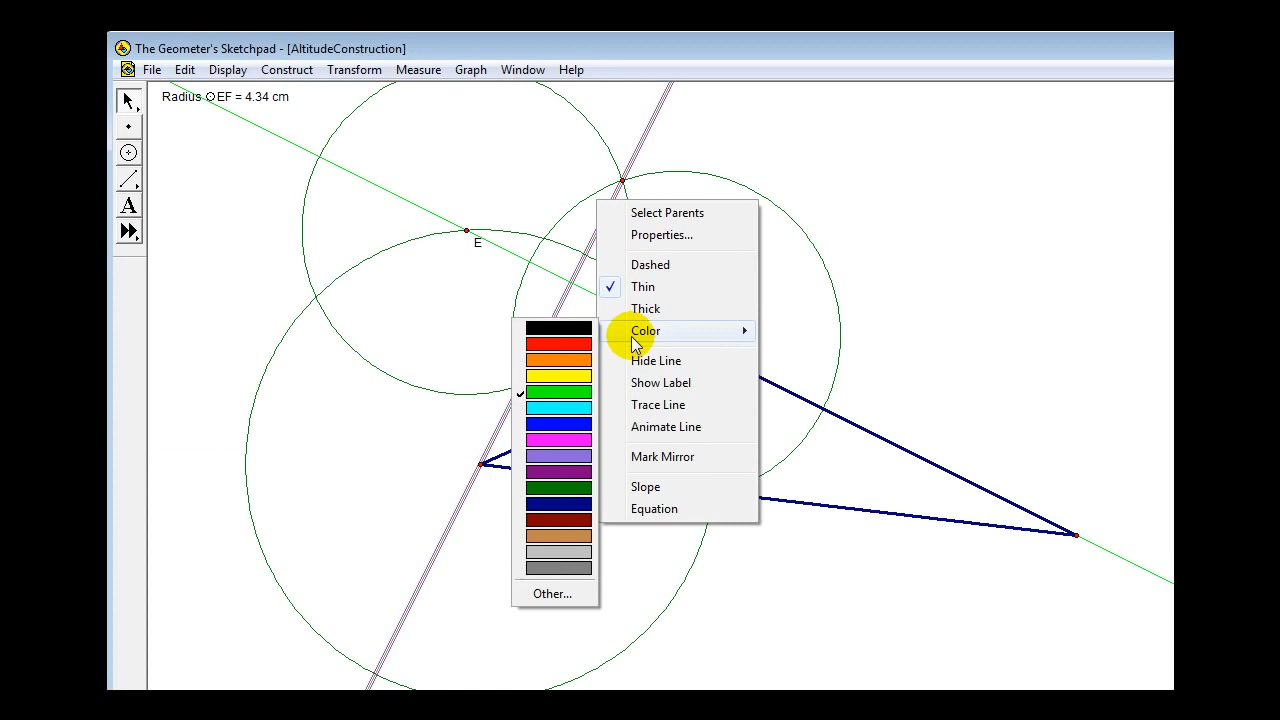 The Geometer's Sketchpad - [AltitudeConstruction]
File Edit Display Construct Transform Measure Graph Window Help
Radius ⊙EF = 4.34 cm
A
E
Select Parents
Properties...
Dashed
Thin
Thick
Color
Hide Line
Show Label
Trace Line
Animate Line
Mark Mirror
Slope
Equation
Other...